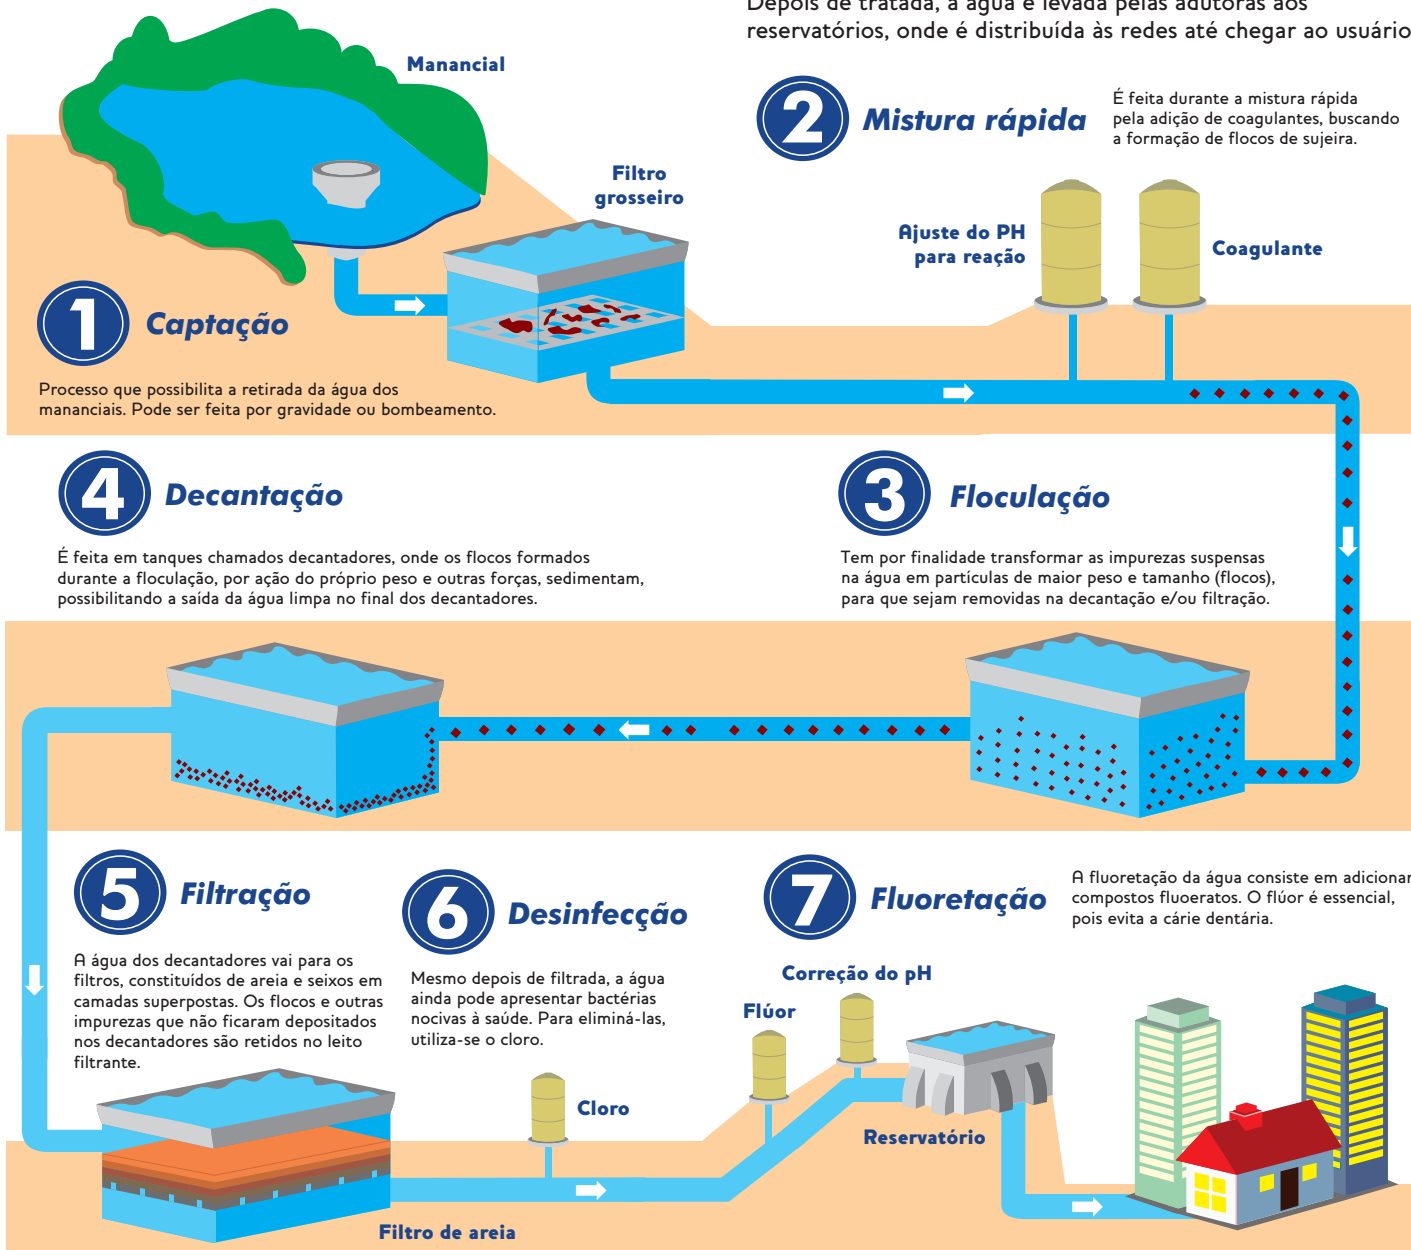 Depois de tratada, a água é levada pelas adutoras aos
reservatórios, onde é distribuída às redes até chegar ao usuário
Manancial
Filtro
grosseiro
1
Captação
Processo que possibilita a retirada da água dos
mananciais. Pode ser feita por gravidade ou bombeamento.
2
Mistura rápida
É feita durante a mistura rápida
pela adição de coagulantes, buscando
a formação de flocos de sujeira.
Ajuste do PH
para reação
Coagulante
4
Decantação
É feita em tanques chamados decantadores, onde os flocos formados
durante a floculação, por ação do próprio peso e outras forças, sedimentam,
possibilitando a saída da água limpa no final dos decantadores.
3
Floculação
Tem por finalidade transformar as impurezas suspensas
na água em partículas de maior peso e tamanho (flocos),
para que sejam removidas na decantação e/ou filtração.
5
Filtração
A água dos decantadores vai para os
filtros, constituídos de areia e seixos em
camadas superpostas. Os flocos e outras
impurezas que não ficaram depositados
nos decantadores são retidos no leito
filtrante.
Filtro de areia
6
Desinfecção
Mesmo depois de filtrada, a água
ainda pode apresentar bactérias
nocivas à saúde. Para eliminá-las,
utiliza-se o cloro.
Cloro
7
Fluoretação
A fluoretação da água consiste em adicionar
compostos fluoeratos. O flúor é essencial,
pois evita a cárie dentária.
Correção do pH
Flúor
Reservatório